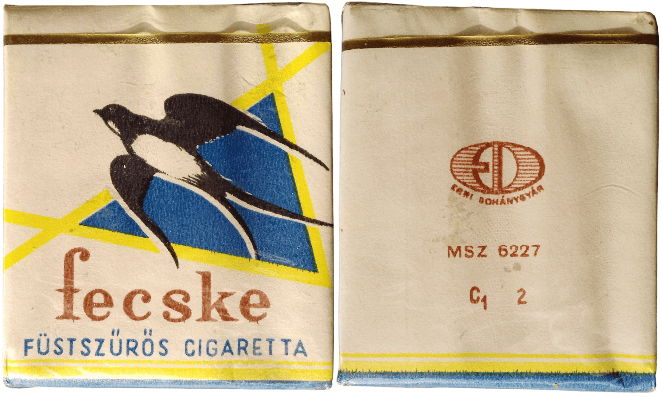 fecske
FÜSTSZŰRŐS CIGARETTA
ED
EGRI DOHÁNYGYÁR
MSZ 6227
C1 2